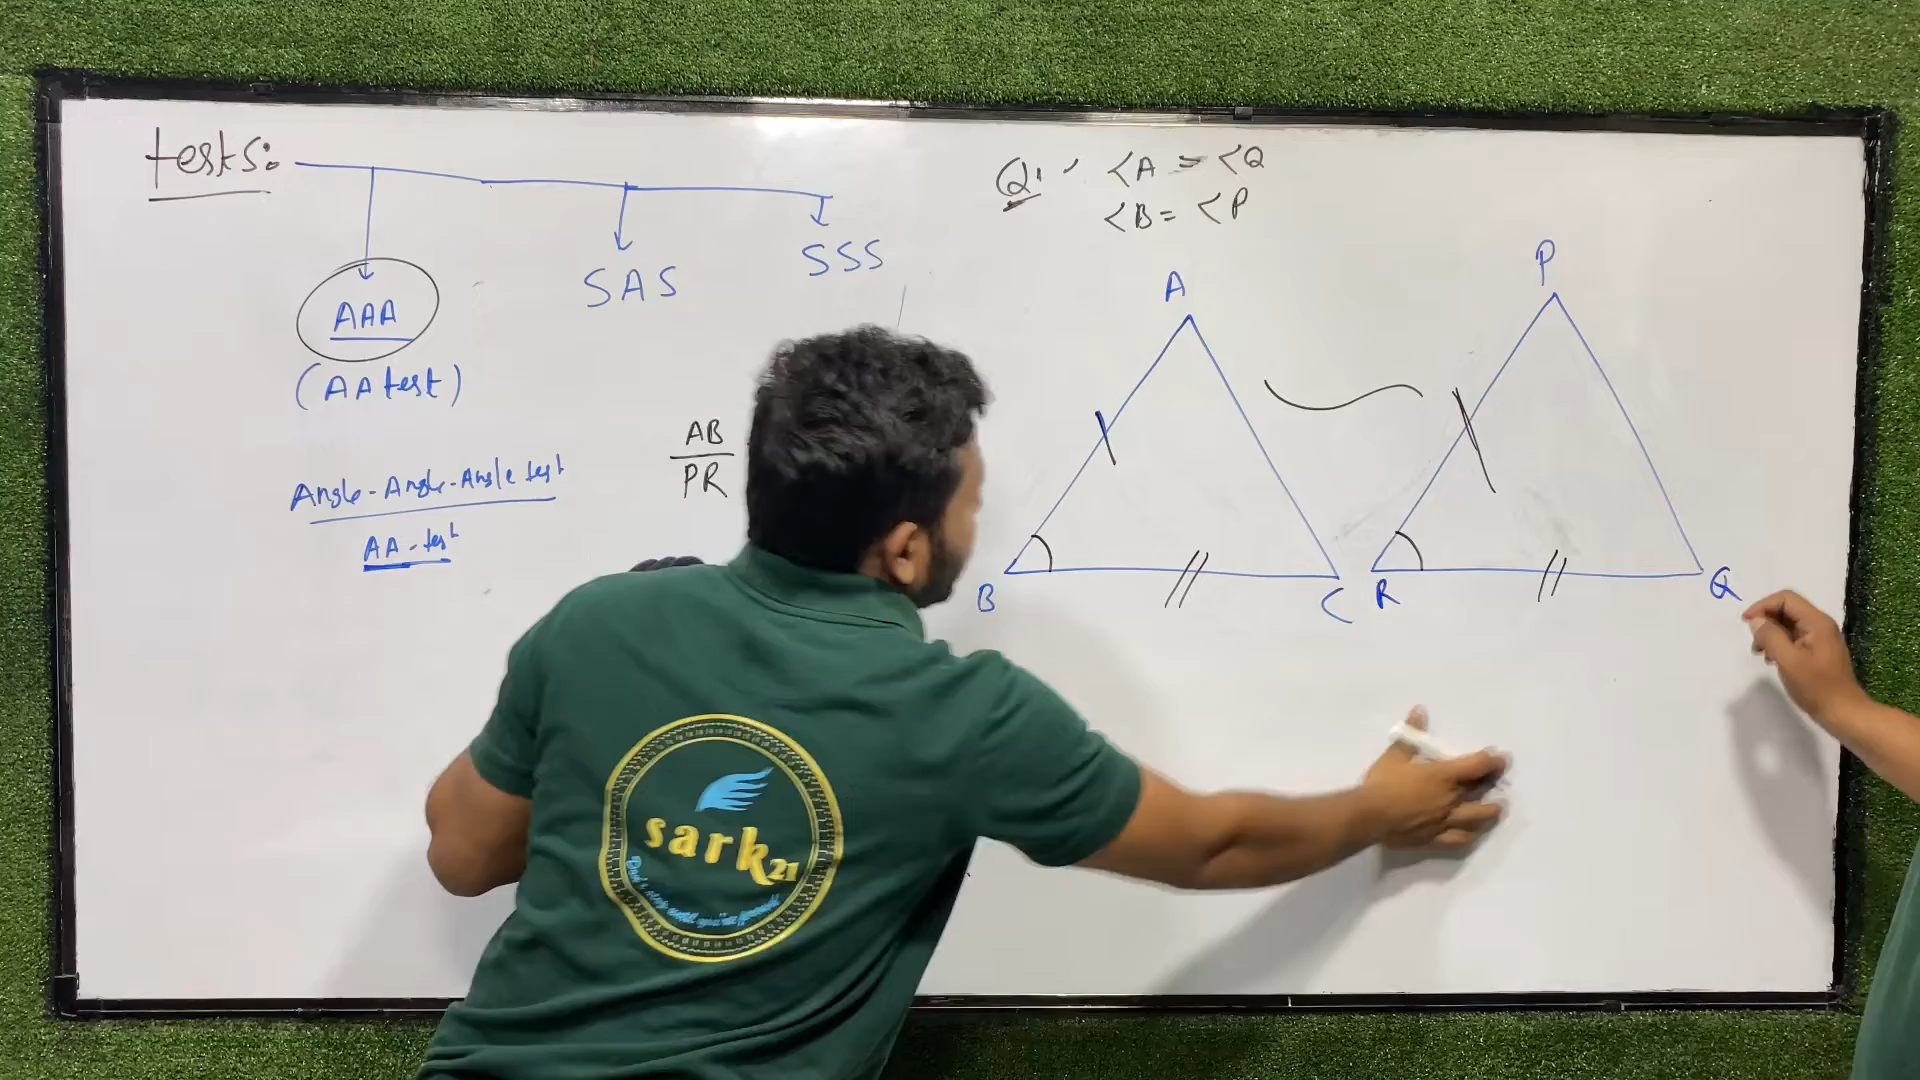 tests:
AAA
SAS
SSS
(AA test)
Angle-Angle-Angle test
AA-test
AB
PR
Q1
<A = <Q
<B = <P
A
B
C
P
R
Q
sark21